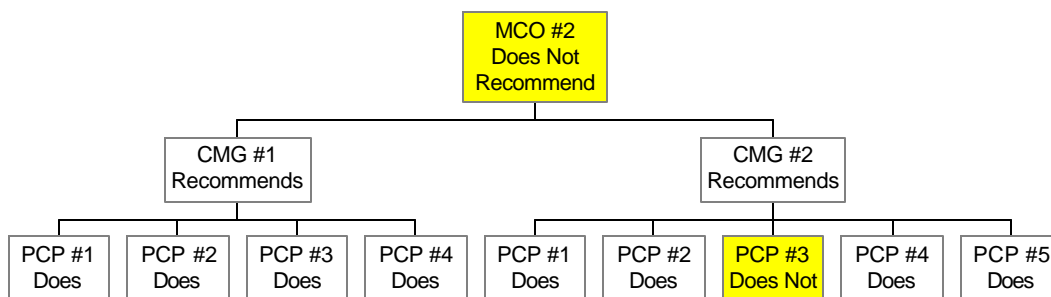 MCO #2
Does Not
Recommend
CMG #1
Recommends
CMG #2
Recommends
PCP #1
Does
PCP #2
Does
PCP #3
Does
PCP #4
Does
PCP #1
Does
PCP #2
Does
PCP #3
Does Not
PCP #4
Does
PCP #5
Does